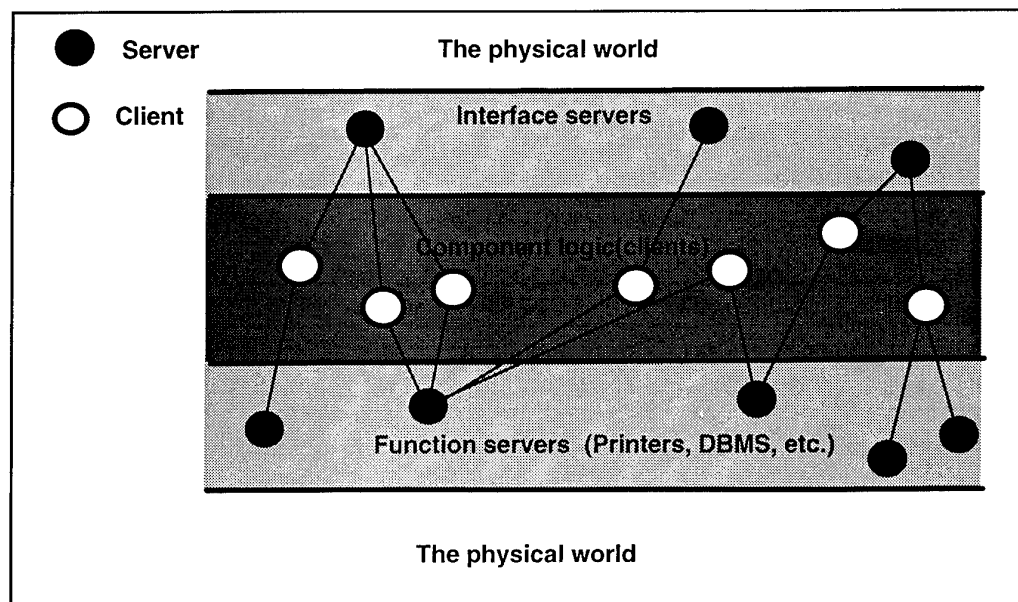 Server
The physical world
Client
Interface servers
Component logic(clients)
Function servers (Printers, DBMS, etc.)
The physical world